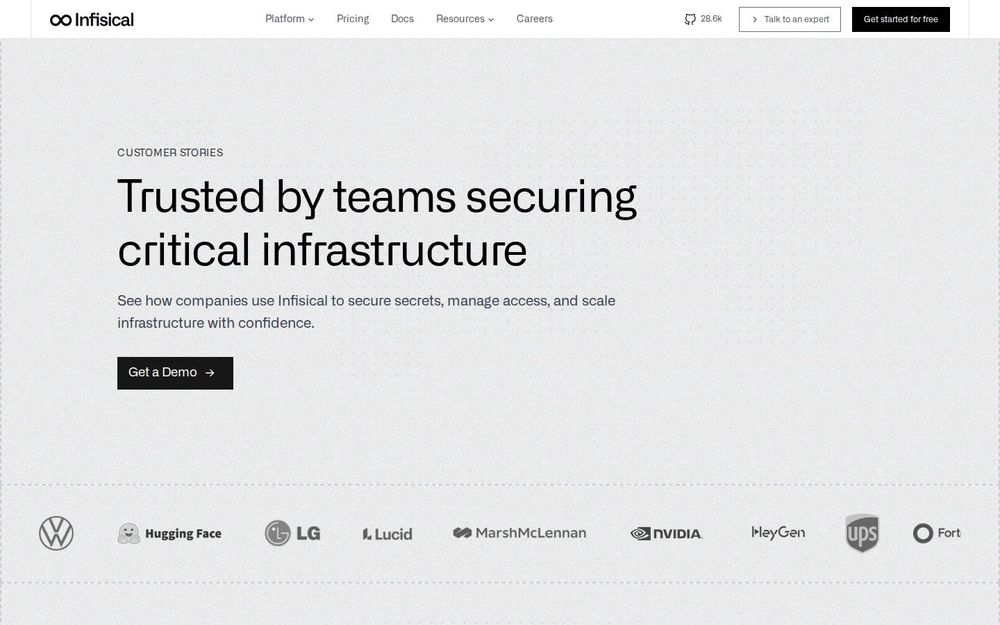 Infisical
Platform
Pricing
Docs
Resources
Careers
28.6k
Talk to an expert
Get started for free
CUSTOMER STORIES
Trusted by teams securing
critical infrastructure
See how companies use Infisical to secure secrets, manage access, and scale
infrastructure with confidence.
Get a Demo
Hugging Face
LG
Lucid
MarshMcLennan
NVIDIA
HeyGen
ups
Fort